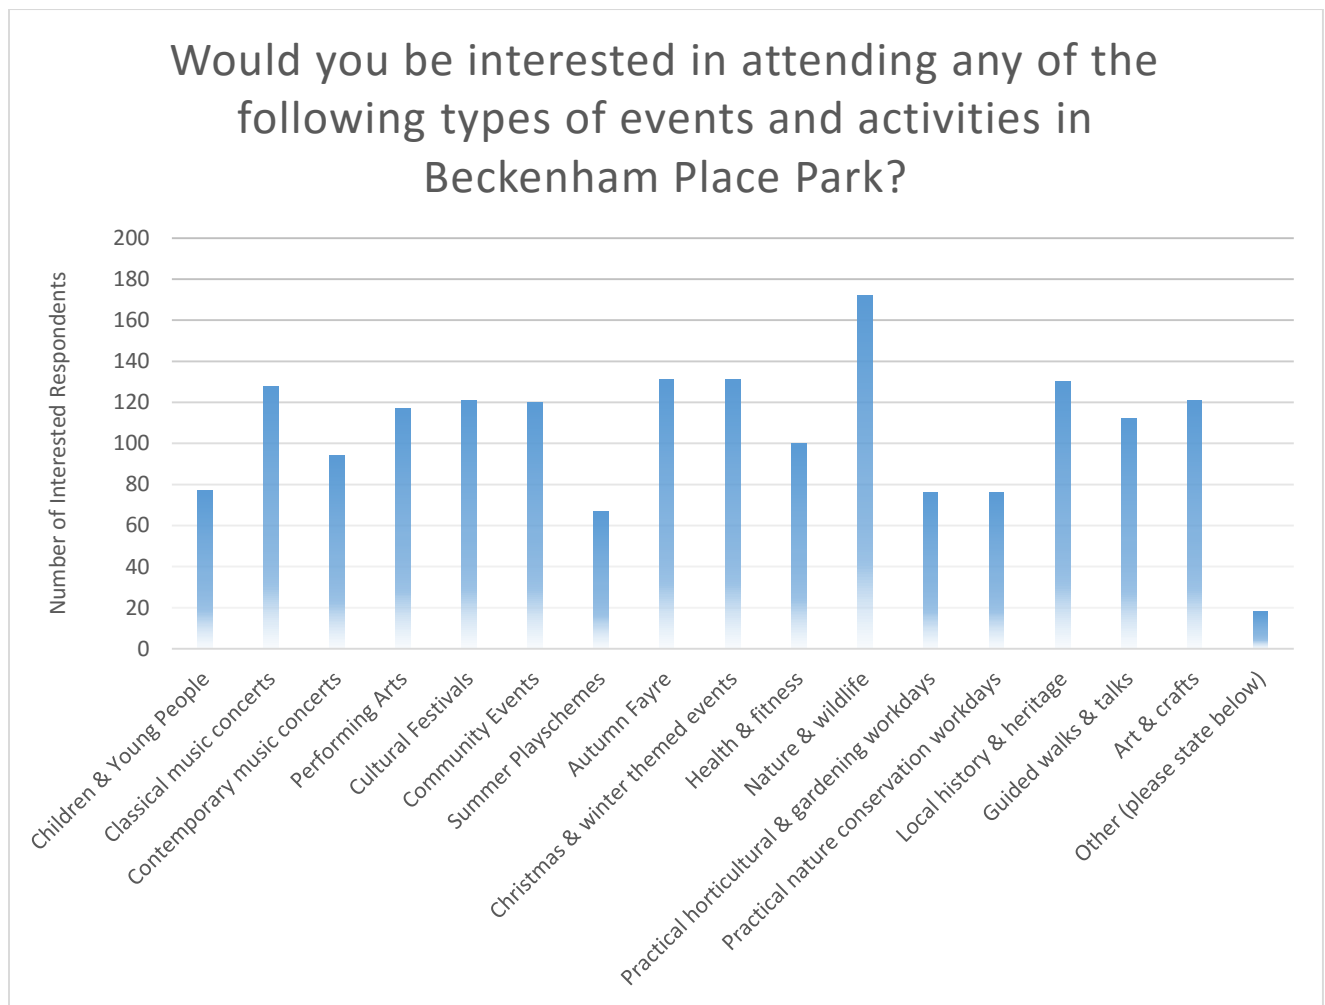 Would you be interested in attending any of the
following types of events and activities in
Beckenham Place Park?
Number of Interested Respondents
200
180
160
140
120
100
80
60
40
20
0
Children & Young People
Classical music concerts
Contemporary music concerts
Performing Arts
Cultural Festivals
Community Events
Summer Playschemes
Autumn Fayre
Christmas & winter themed events
Health & fitness
Nature & wildlife
Practical horticultural & gardening workdays
Practical nature conservation workdays
Local history & heritage
Guided walks & talks
Art & crafts
Other (please state below)